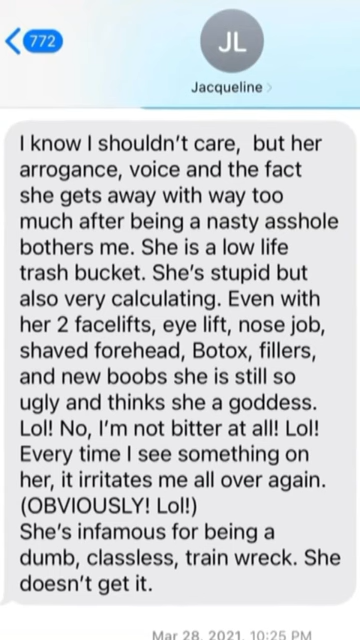 772
JL
Jacqueline
I know I shouldn't care,  but her
arrogance, voice and the fact
she gets away with way too
much after being a nasty asshole
bothers me. She is a low life
trash bucket. She's stupid but
also very calculating. Even with
her 2 facelifts, eye lift, nose job,
shaved forehead, Botox, fillers,
and new boobs she is still so
ugly and thinks she a goddess.
Lol! No, I'm not bitter at all! Lol!
Every time I see something on
her, it irritates me all over again.
(OBVIOUSLY! Lol!)
She's infamous for being a
dumb, classless, train wreck. She
doesn't get it.
Mar 28, 2021, 10:25 PM